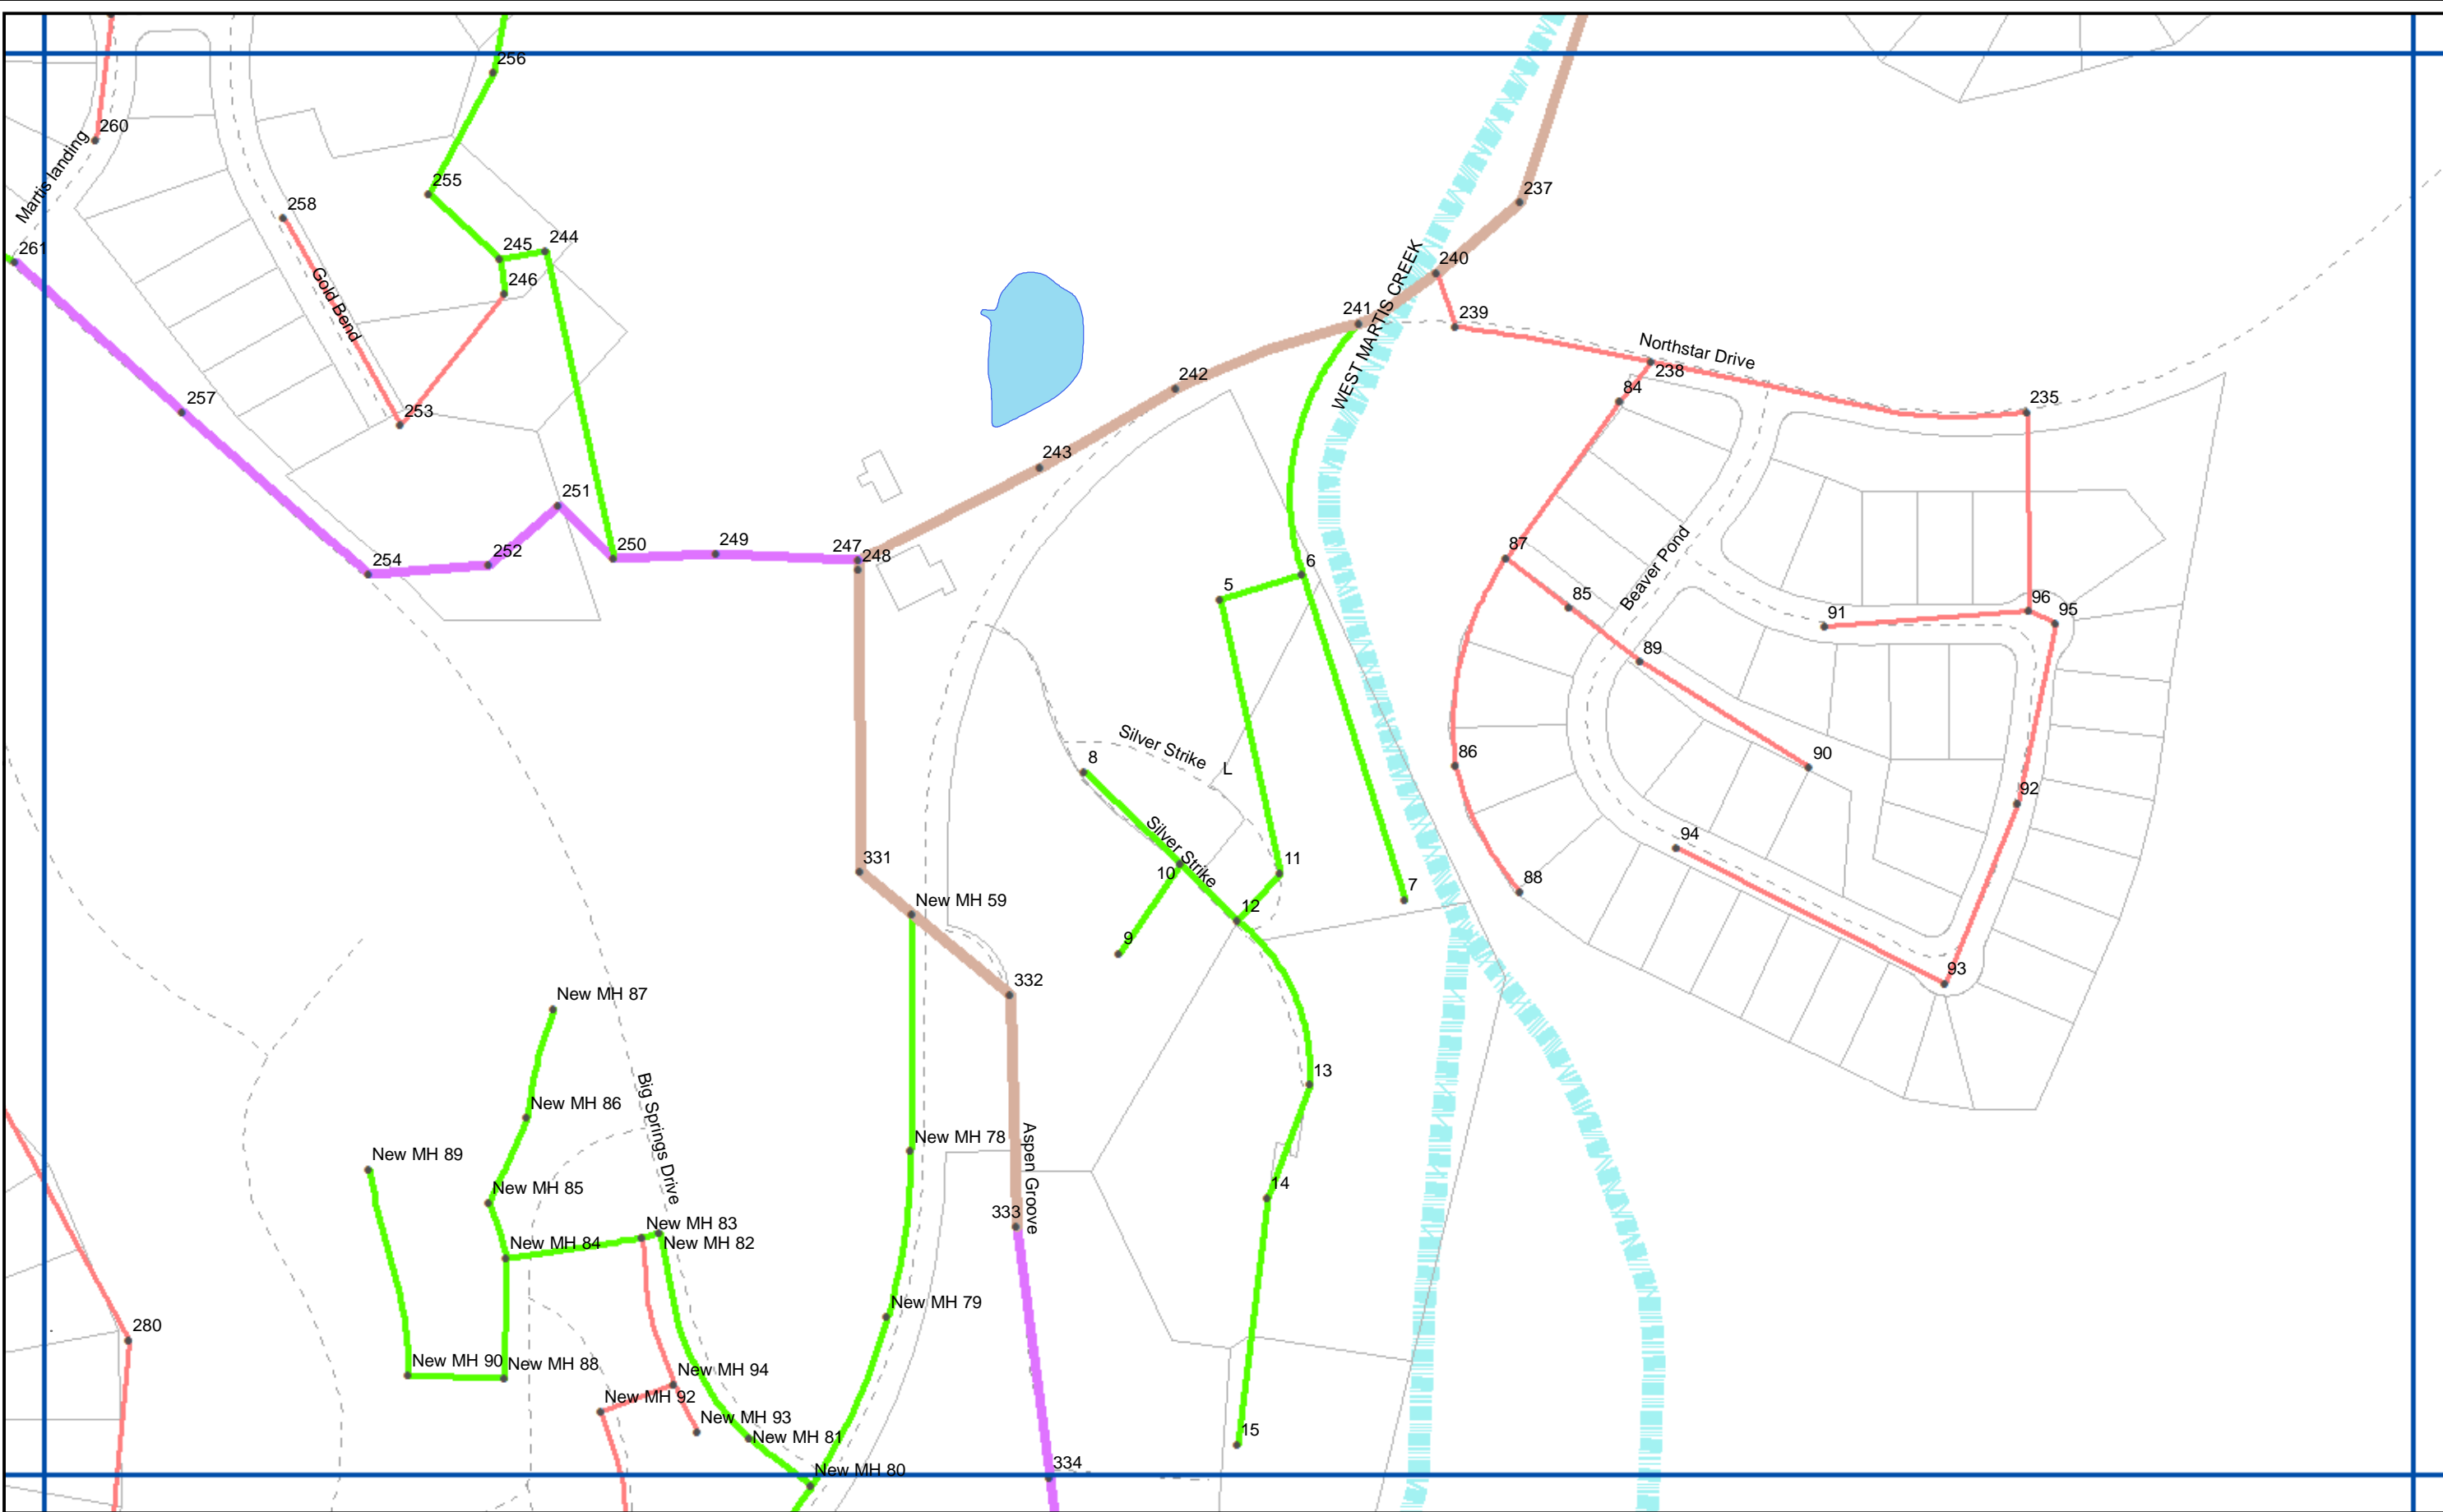 256
260
Martis landing
255
258
237
261
245
244
246
Gold Bend
WEST MARTIS CREEK
240
241
239
Northstar Drive
238
242
84
257
253
235
243
251
247
248
250
249
252
254
87
Beaver Pond
6
5
85
91
96
95
89
Silver Strike
L
8
86
90
92
Silver Strike
94
331
10
11
7
88
New MH 59
12
9
332
93
New MH 87
Big Springs Drive
13
New MH 86
Aspen Groove
New MH 78
New MH 89
New MH 85
14
333
New MH 83
New MH 84
New MH 82
New MH 79
280
New MH 90
New MH 88
New MH 94
New MH 92
New MH 93
New MH 81
15
334
New MH 80